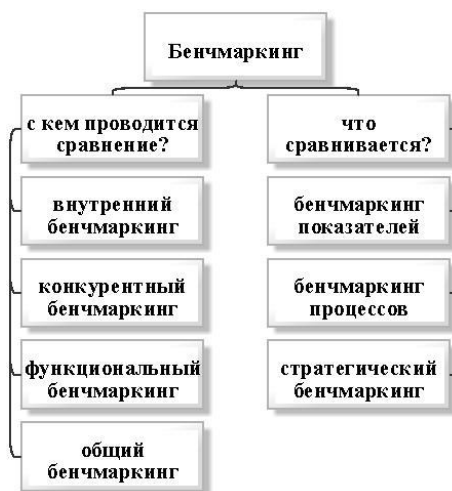 Бенчмаркинг
с кем проводится
сравнение?
внутренний
бенчмаркинг
конкурентный
бенчмаркинг
функциональный
бенчмаркинг
общий
бенчмаркинг
что
сравнивается?
бенчмаркинг
показателей
бенчмаркинг
процессов
стратегический
бенчмаркинг